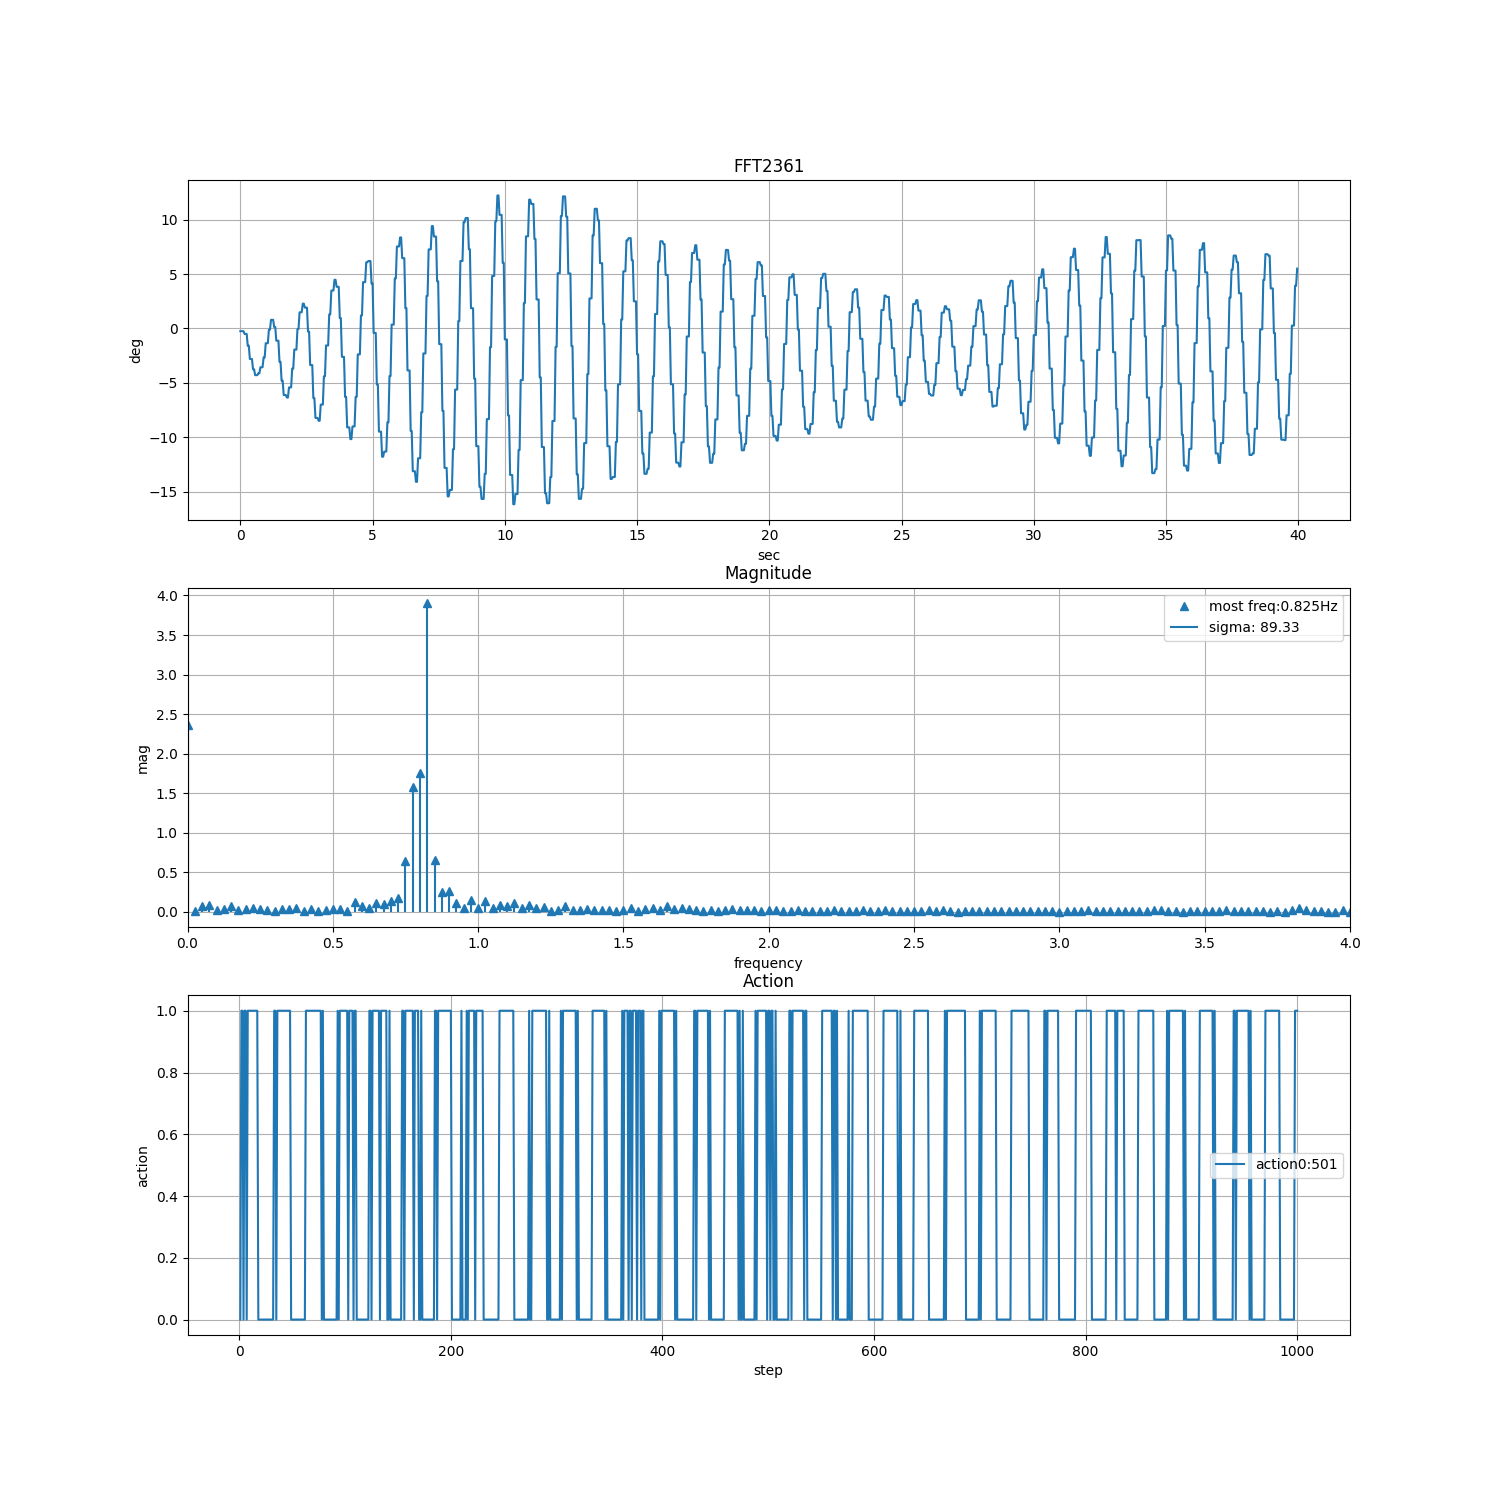 FFT2361
10
5
0
−5
−10
−15
deg
0 5 10 15 20 25 30 35 40
sec
Magnitude
4.0
3.5
3.0
2.5
2.0
1.5
1.0
0.5
0.0
mag
most freq:0.825Hz
sigma: 89.33
0.0 0.5 1.0 1.5 2.0 2.5 3.0 3.5 4.0
frequency
Action
1.0
0.8
0.6
0.4
0.2
0.0
action
action0:501
0 200 400 600 800 1000
step